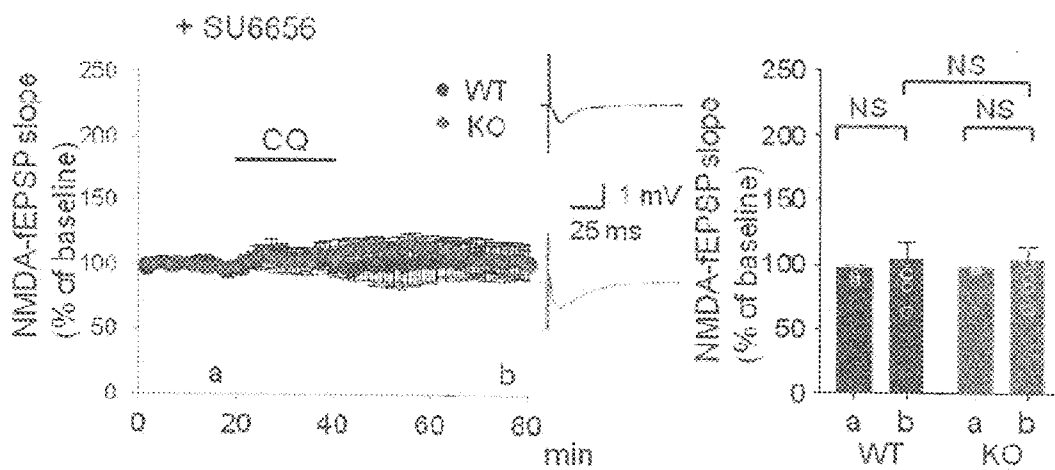 + SU6656
NMDA-fEPSP slope
(% of baseline)
250
200
150
100
50
0
CQ
WT
KO
a
b
0
20
40
60
80
min
1 mV
25 ms
NMDA-fEPSP slope
(% of baseline)
250
200
150
100
50
0
NS
NS
NS
a
b
a
b
WT
KO